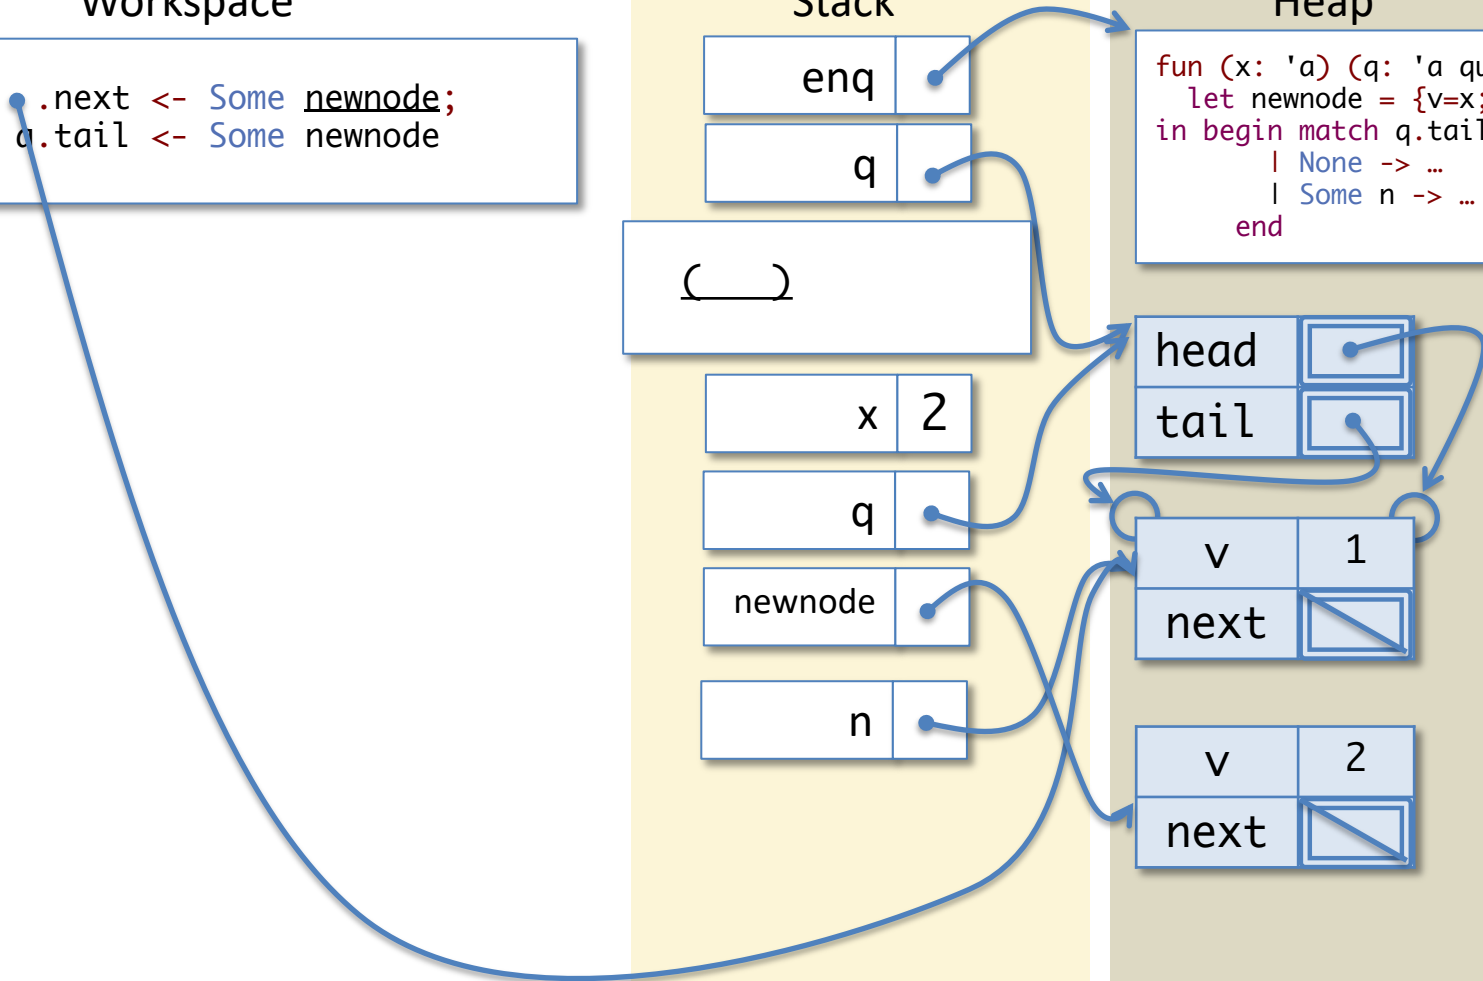 Workspace
Stack
Heap
.next <- Some newnode;
q.tail <- Some newnode
enq
q
(   )
x 2
q
newnode
n
fun (x: 'a) (q: 'a qu
let newnode = {v=x;
in begin match q.tail
| None -> …
| Some n -> …
end
head
tail
v 1
next
v 2
next